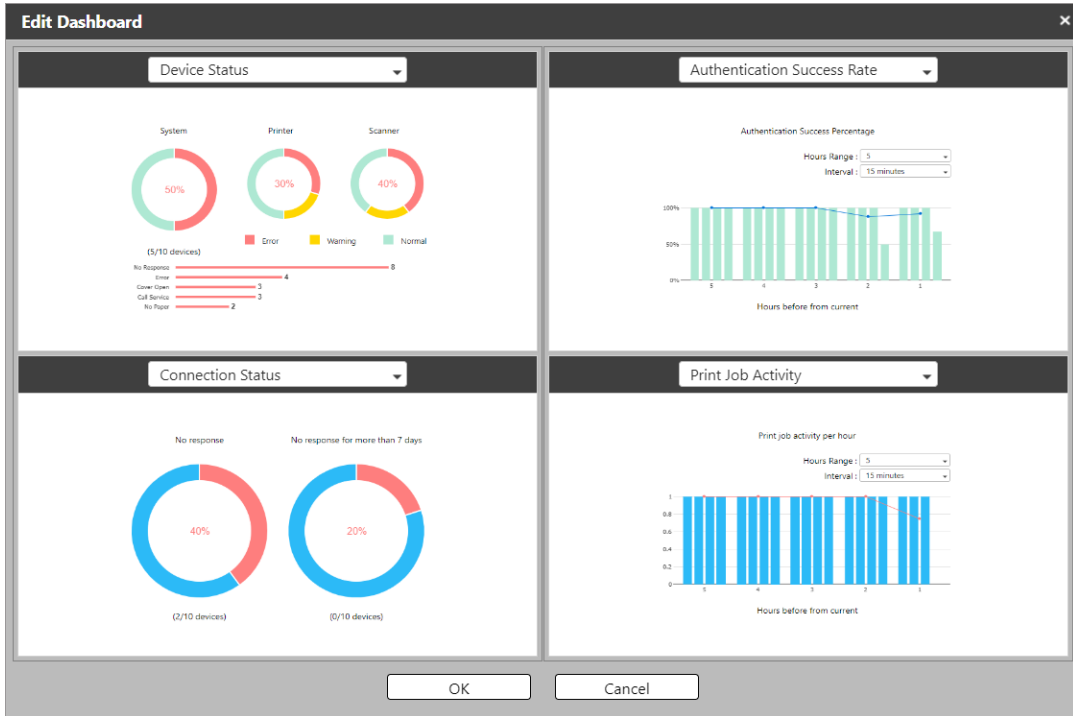 Edit Dashboard ×
Device Status
System Printer Scanner
50% 30% 40%
Error Warning Normal
(5/10 devices)
No Response 8
Error 4
Cover Open 3
Call Service 3
No Paper 2
Authentication Success Rate
Authentication Success Percentage
Hours Range : 5
Interval : 15 minutes
100%
50%
0%
5 4 3 2 1
Hours before from current
Connection Status
No response No response for more than 7 days
40% 20%
(2/10 devices) (0/10 devices)
Print Job Activity
Print job activity per hour
Hours Range : 5
Interval : 15 minutes
1
0.8
0.6
0.4
0.2
0
5 4 3 2 1
Hours before from current
OK Cancel